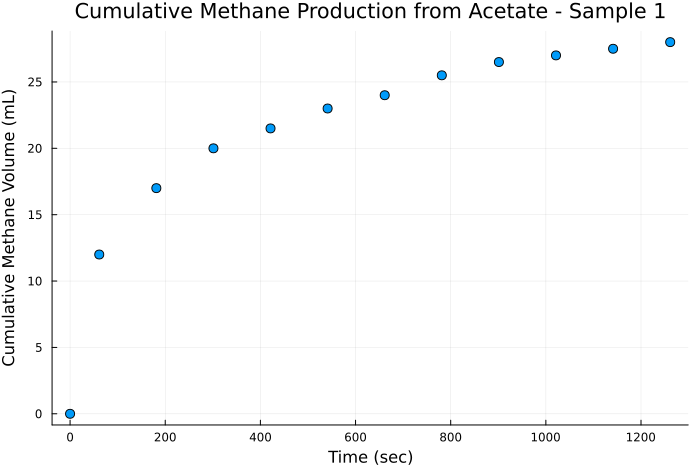 Cumulative Methane Production from Acetate - Sample 1
Cumulative Methane Volume (mL)
25
20
15
10
5
0
0 200 400 600 800 1000 1200
Time (sec)